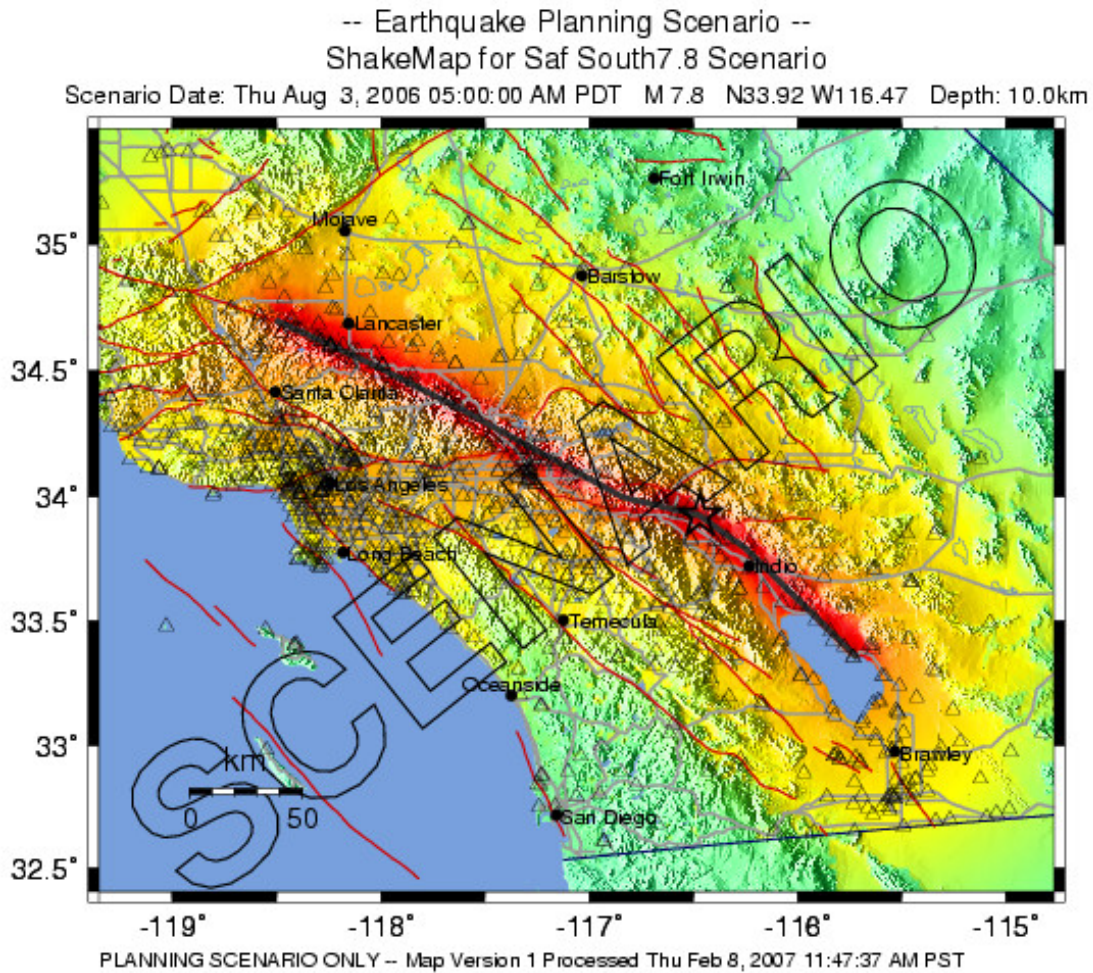 -- Earthquake Planning Scenario --
ShakeMap for Saf South7.8 Scenario
Scenario Date: Thu Aug 3, 2006 05:00:00 AM PDT M 7.8 N33.92 W116.47 Depth: 10.0km
Fort Irwin
Mojave
35°
Barstow
Lancaster
34.5°
Santa Clarita
34°
Los Angeles
Long Beach
Indio
33.5°
Temecula
Oceanside
SCENARIO
33°
Brawley
km
0 50
San Diego
32.5°
-119° -118° -117° -116° -115°
PLANNING SCENARIO ONLY -- Map Version 1 Processed Thu Feb 8, 2007 11:47:37 AM PST